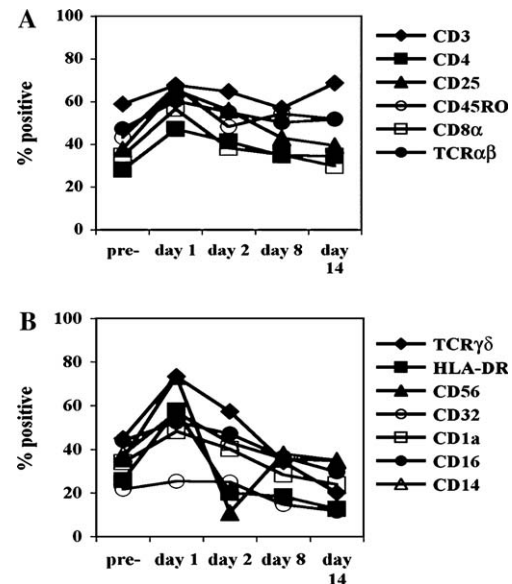 A
100
80
60
40
20
0
% positive
pre- day 1 day 2 day 8 day 14
CD3
CD4
CD25
CD45RO
CD8α
TCRαβ
B
100
80
60
40
20
0
% positive
pre- day 1 day 2 day 8 day 14
TCRγδ
HLA-DR
CD56
CD32
CD1a
CD16
CD14